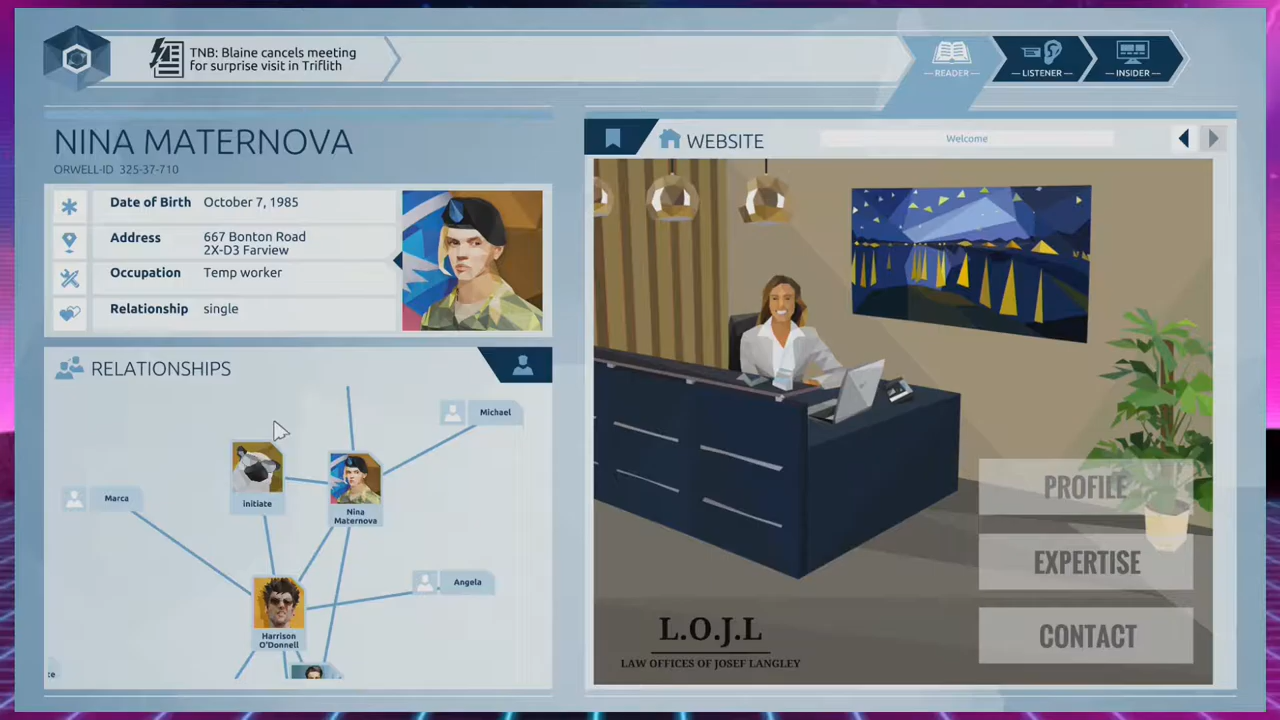 TNB: Blaine cancels meeting
for surprise visit in Triflith
READER
LISTENER
INSIDER
NINA MATERNOVA
ORWELL-ID 325-37-710
Date of Birth October 7, 1985
Address 667 Bonton Road
2X-D3 Farview
Occupation Temp worker
Relationship single
RELATIONSHIPS
Michael
Initiate
Marca
Nina
Maternova
Angela
Harrison
O'Donnell
WEBSITE
Welcome
PROFILE
EXPERTISE
CONTACT
L.O.J.L
LAW OFFICES OF JOSEF LANGLEY